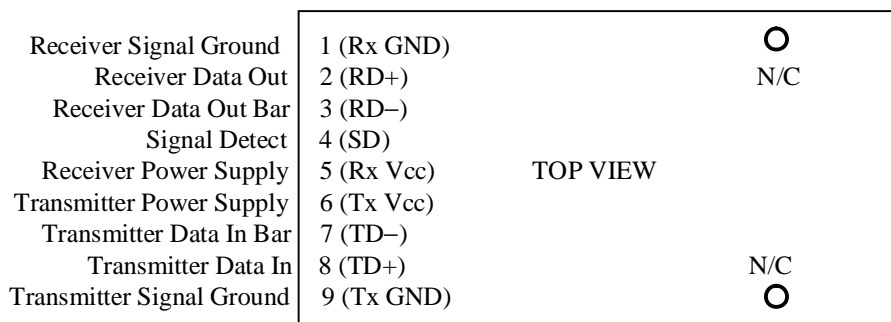 Receiver Signal Ground 1 (Rx GND)
Receiver Data Out 2 (RD+) N/C
Receiver Data Out Bar 3 (RD−)
Signal Detect 4 (SD)
Receiver Power Supply 5 (Rx Vcc) TOP VIEW
Transmitter Power Supply 6 (Tx Vcc)
Transmitter Data In Bar 7 (TD−)
Transmitter Data In 8 (TD+) N/C
Transmitter Signal Ground 9 (Tx GND)